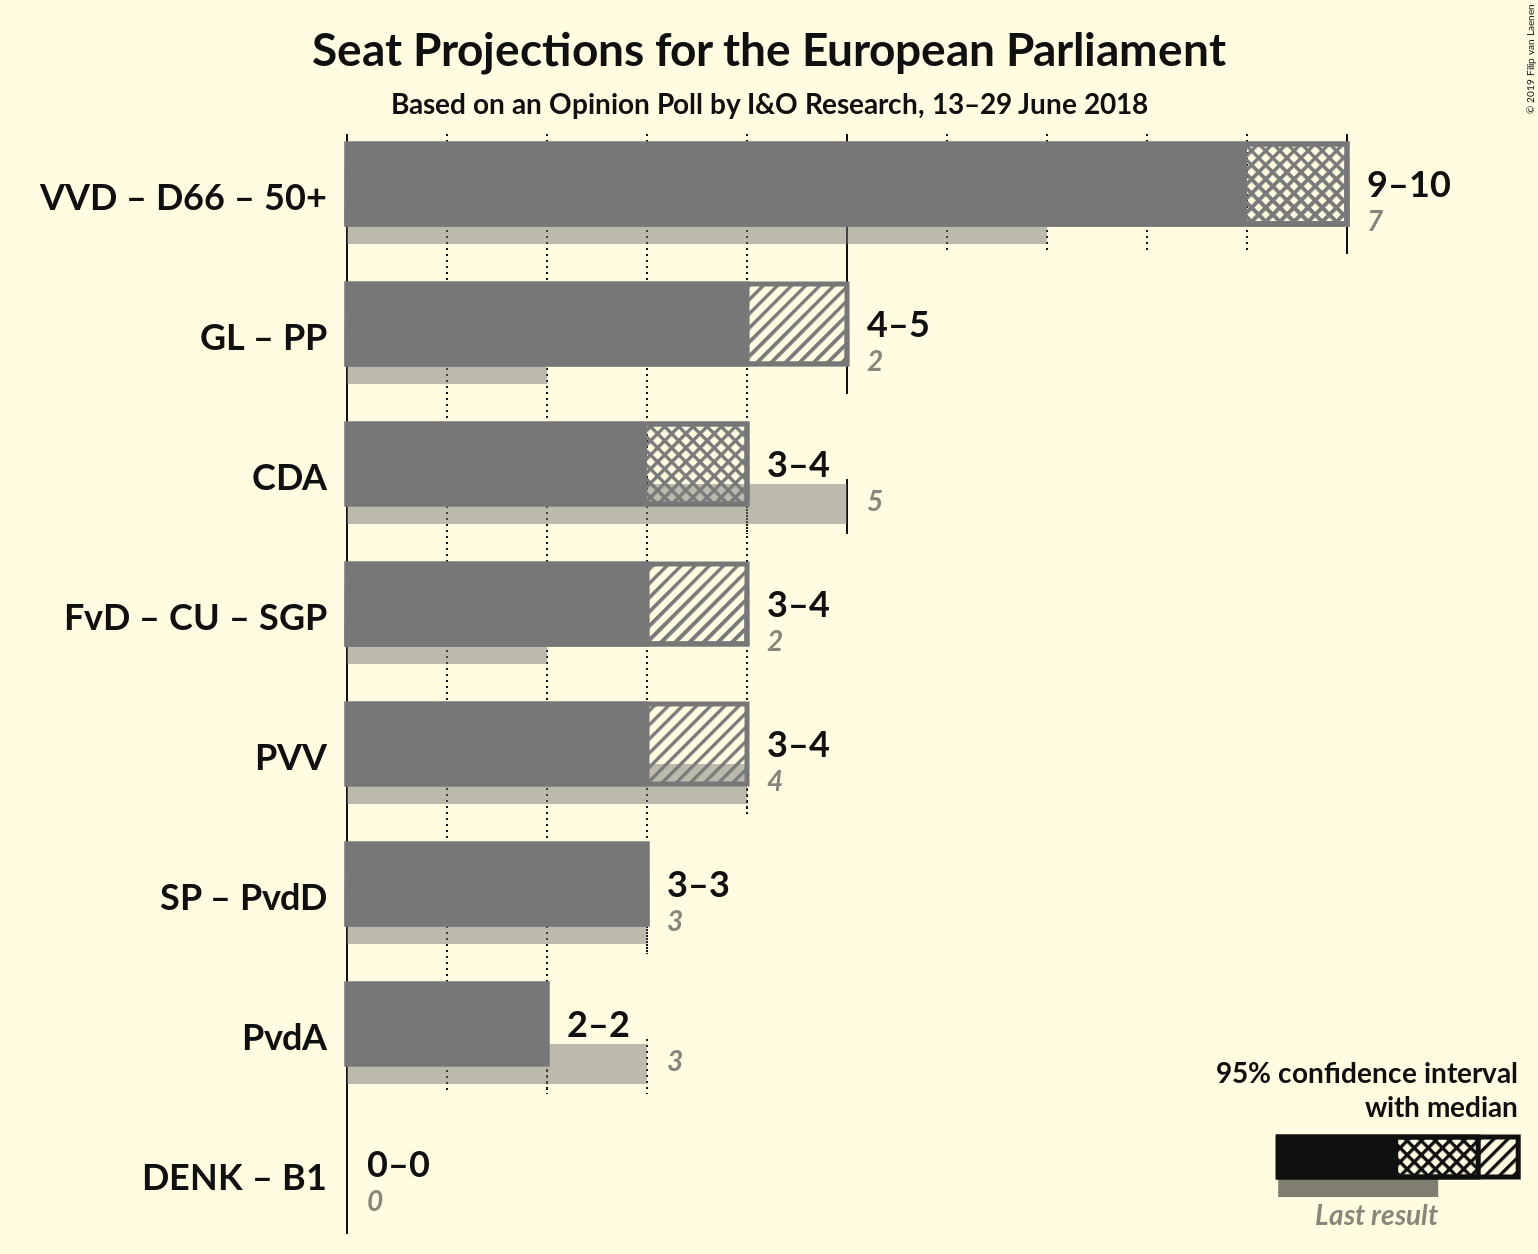 Seat Projections for the European Parliament
Based on an Opinion Poll by I&O Research, 13–29 June 2018
© 2019 Filip van Laenen
VVD – D66 – 50+
9–10
7
GL – PP
4–5
2
CDA
3–4
5
FvD – CU – SGP
3–4
2
PVV
3–4
4
SP – PvdD
3–3
3
PvdA
2–2
3
DENK – B1
0–0
0
95% confidence interval
with median
Last result